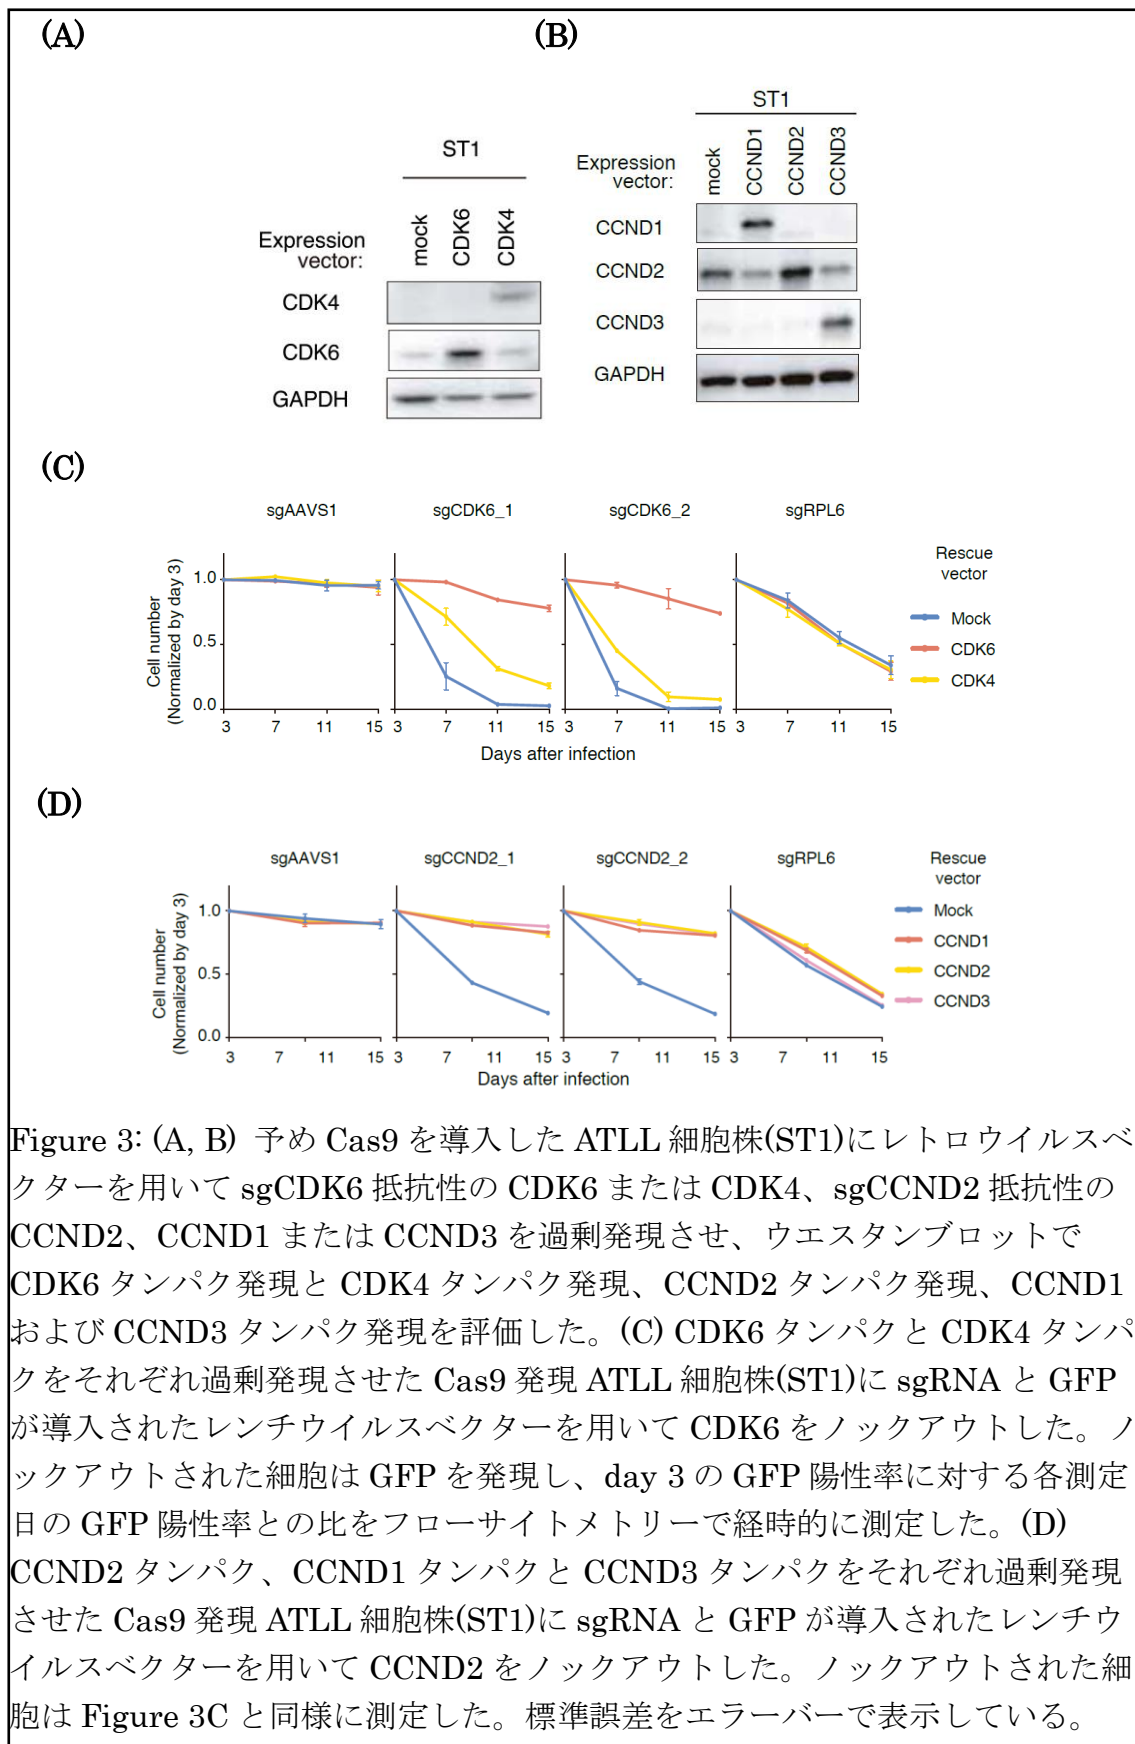 (A)
(B)
ST1
Expression vector:
mock
CDK6
CDK4
CDK4
CDK6
GAPDH
ST1
Expression vector:
mock
CCND1
CCND2
CCND3
CCND1
CCND2
CCND3
GAPDH
(C)
sgAAVS1
sgCDK6_1
sgCDK6_2
sgRPL6
Cell number
(Normalized by day 3)
1.0
0.5
0.0
3 7 11 15
3 7 11 15
3 7 11 15
3 7 11 15
Days after infection
Rescue
vector
Mock
CDK6
CDK4
(D)
sgAAVS1
sgCCND2_1
sgCCND2_2
sgRPL6
Cell number
(Normalized by day 3)
1.0
0.5
0.0
3 7 11 15
3 7 11 15
3 7 11 15
3 7 11 15
Days after infection
Rescue
vector
Mock
CCND1
CCND2
CCND3
Figure 3: (A, B) 予め Cas9 を導入した ATLL 細胞株(ST1)にレトロウイルスベ
クターを用いて sgCDK6 抵抗性の CDK6 または CDK4、sgCCND2 抵抗性の
CCND2、CCND1 または CCND3 を過剰発現させ、ウエスタンブロットで
CDK6 タンパク発現と CDK4 タンパク発現、CCND2 タンパク発現、CCND1
および CCND3 タンパク発現を評価した。(C) CDK6 タンパクと CDK4 タンパ
クをそれぞれ過剰発現させた Cas9 発現 ATLL 細胞株(ST1)に sgRNA と GFP
が導入されたレンチウイルスベクターを用いて CDK6 をノックアウトした。ノ
ックアウトされた細胞は GFP を発現し、day 3 の GFP 陽性率に対する各測定
日の GFP 陽性率との比をフローサイトメトリーで経時的に測定した。(D)
CCND2 タンパク、CCND1 タンパクと CCND3 タンパクをそれぞれ過剰発現
させた Cas9 発現 ATLL 細胞株(ST1)に sgRNA と GFP が導入されたレンチウ
イルスベクターを用いて CCND2 をノックアウトした。ノックアウトされた細
胞は Figure 3C と同様に測定した。標準誤差をエラーバーで表示している。